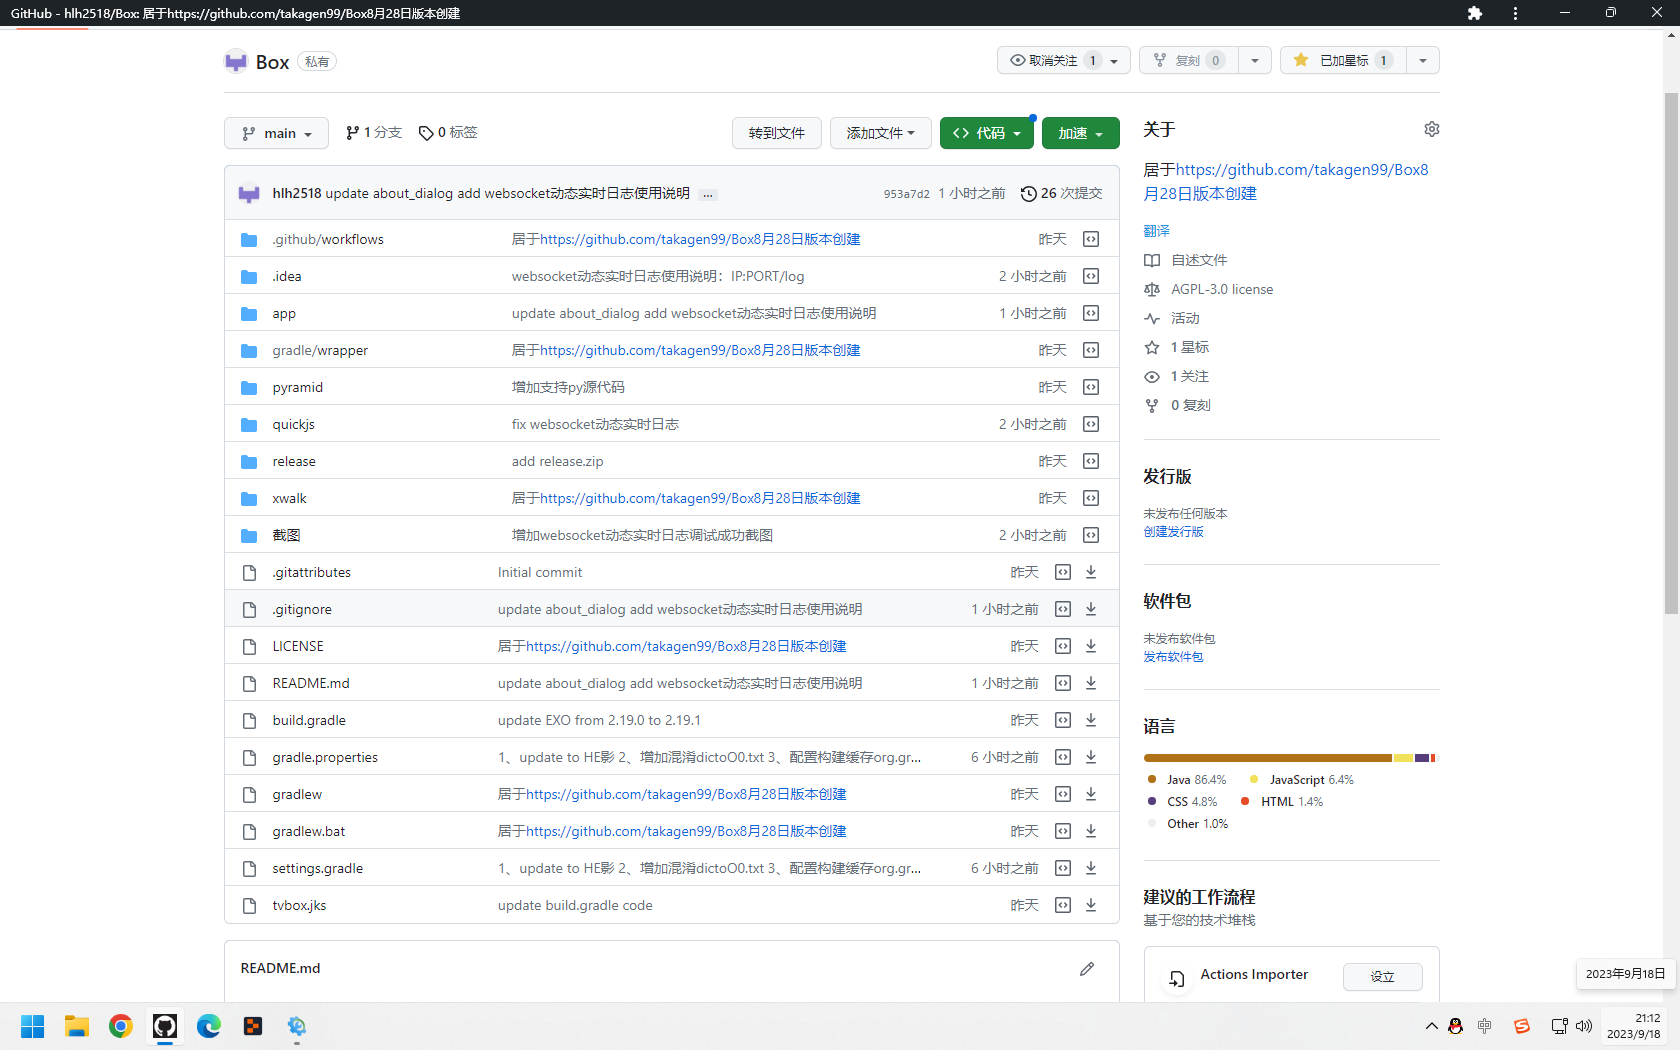 GitHub - hlh2518/Box: 居于https://github.com/takagen99/Box8月28日版本创建
Box 私有
取消关注 1
复刻 0
已加星标 1
main
1 分支
0 标签
转到文件
添加文件
代码
加速
hlh2518 update about_dialog add websocket动态实时日志使用说明 ... 953a7d2 1 小时之前 26 次提交
.github/workflows 居于https://github.com/takagen99/Box8月28日版本创建 昨天
.idea websocket动态实时日志使用说明：IP:PORT/log 2 小时之前
app update about_dialog add websocket动态实时日志使用说明 1 小时之前
gradle/wrapper 居于https://github.com/takagen99/Box8月28日版本创建 昨天
pyramid 增加支持py源代码 昨天
quickjs fix websocket动态实时日志 2 小时之前
release add release.zip 昨天
xwalk 居于https://github.com/takagen99/Box8月28日版本创建 昨天
截图 增加websocket动态实时日志调试成功截图 2 小时之前
.gitattributes Initial commit 昨天
.gitignore update about_dialog add websocket动态实时日志使用说明 1 小时之前
LICENSE 居于https://github.com/takagen99/Box8月28日版本创建 昨天
README.md update about_dialog add websocket动态实时日志使用说明 1 小时之前
build.gradle update EXO from 2.19.0 to 2.19.1 昨天
gradle.properties 1、update to HE影 2、增加混淆dictoO0.txt 3、配置构建缓存org.gr... 6 小时之前
gradlew 居于https://github.com/takagen99/Box8月28日版本创建 昨天
gradlew.bat 居于https://github.com/takagen99/Box8月28日版本创建 昨天
settings.gradle 1、update to HE影 2、增加混淆dictoO0.txt 3、配置构建缓存org.gr... 6 小时之前
tvbox.jks update build.gradle code 昨天
README.md
关于
居于https://github.com/takagen99/Box8
月28日版本创建
翻译
自述文件
AGPL-3.0 license
活动
1 星标
1 关注
0 复刻
发行版
未发布任何版本
创建发行版
软件包
未发布软件包
发布软件包
语言
Java 86.4% JavaScript 6.4%
CSS 4.8% HTML 1.4%
Other 1.0%
建议的工作流程
基于您的技术堆栈
Actions Importer 设立
2023年9月18日
中
21:12
2023/9/18